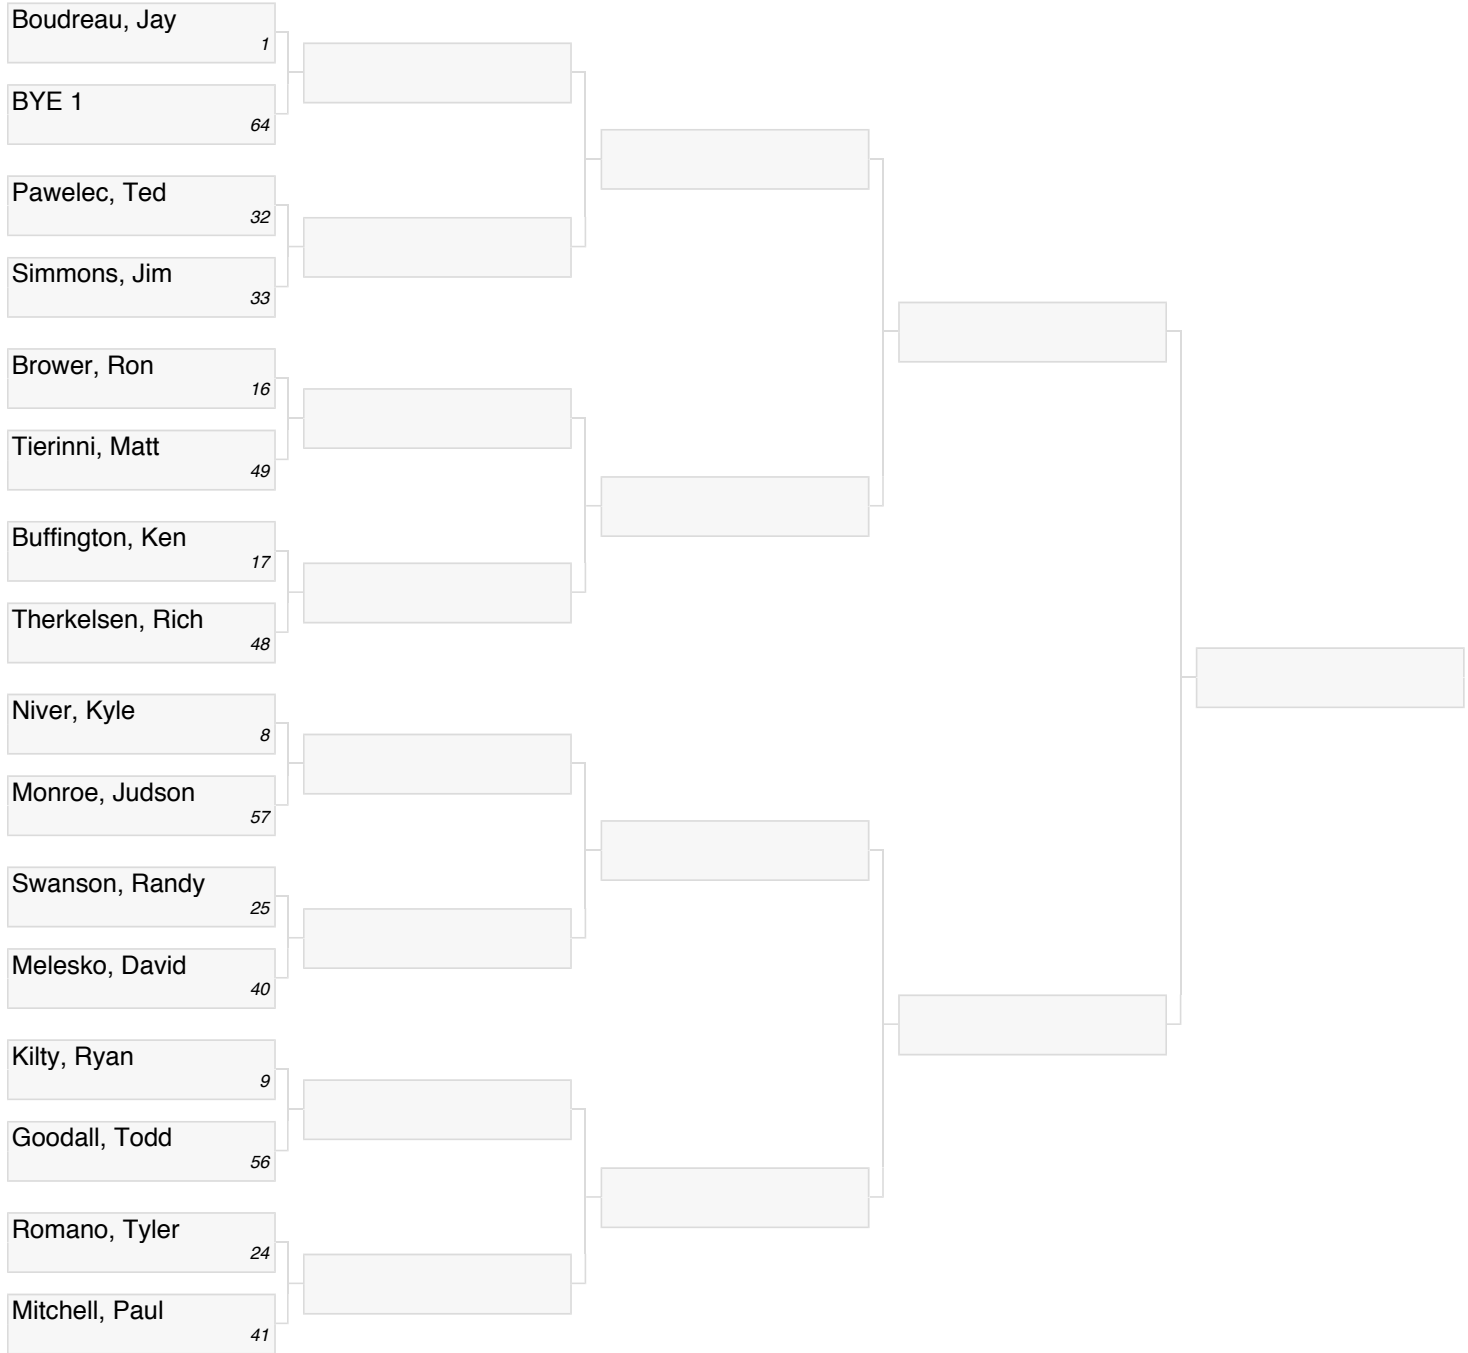 Boudreau, Jay
1
BYE 1
64
Pawelec, Ted
32
Simmons, Jim
33
Brower, Ron
16
Tierinni, Matt
49
Buffington, Ken
17
Therkelsen, Rich
48
Niver, Kyle
8
Monroe, Judson
57
Swanson, Randy
25
Melesko, David
40
Kilty, Ryan
9
Goodall, Todd
56
Romano, Tyler
24
Mitchell, Paul
41